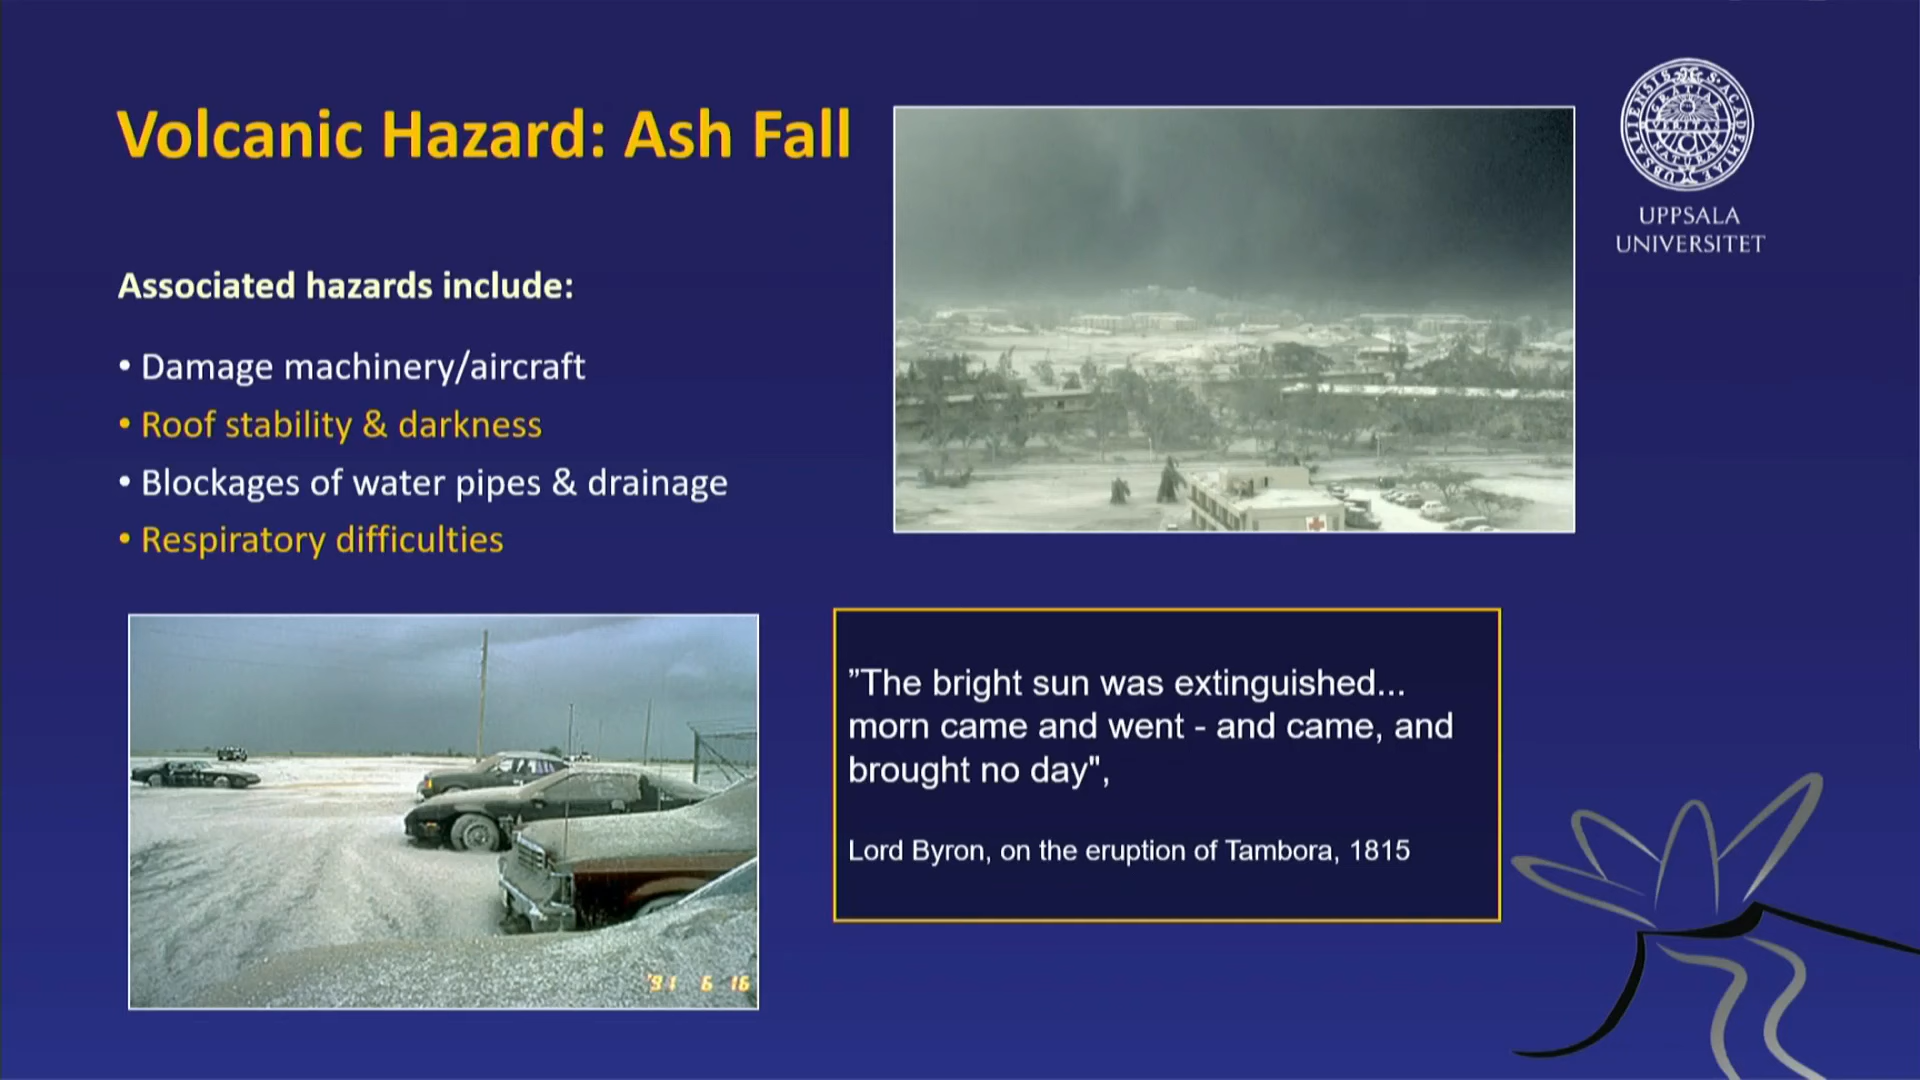 Volcanic Hazard: Ash Fall
UPPSALA
UNIVERSITET
Associated hazards include:
• Damage machinery/aircraft
• Roof stability & darkness
• Blockages of water pipes & drainage
• Respiratory difficulties
”The bright sun was extinguished...
morn came and went - and came, and
brought no day",
Lord Byron, on the eruption of Tambora, 1815
'91 6 16